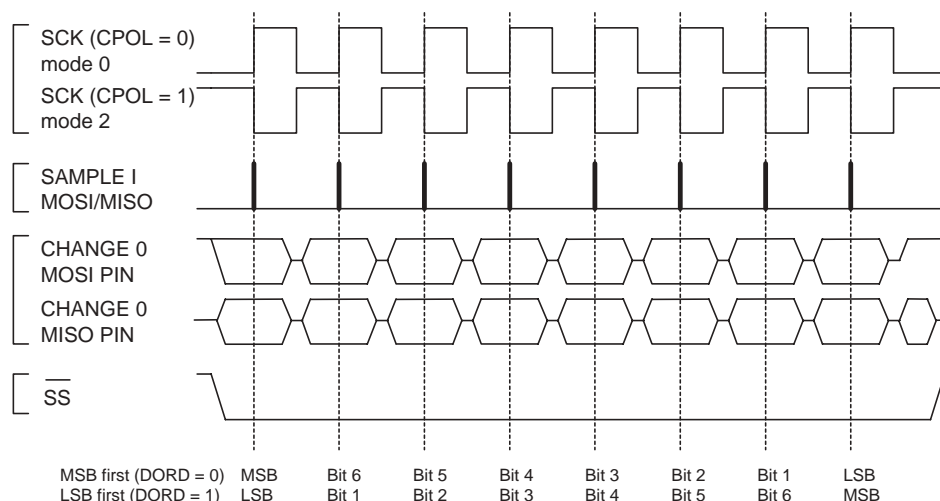 SCK (CPOL = 0)
mode 0
SCK (CPOL = 1)
mode 2
SAMPLE I
MOSI/MISO
CHANGE 0
MOSI PIN
CHANGE 0
MISO PIN
SS
MSB first (DORD = 0) MSB Bit 6 Bit 5 Bit 4 Bit 3 Bit 2 Bit 1 LSB
LSB first (DORD = 1) LSB Bit 1 Bit 2 Bit 3 Bit 4 Bit 5 Bit 6 MSB